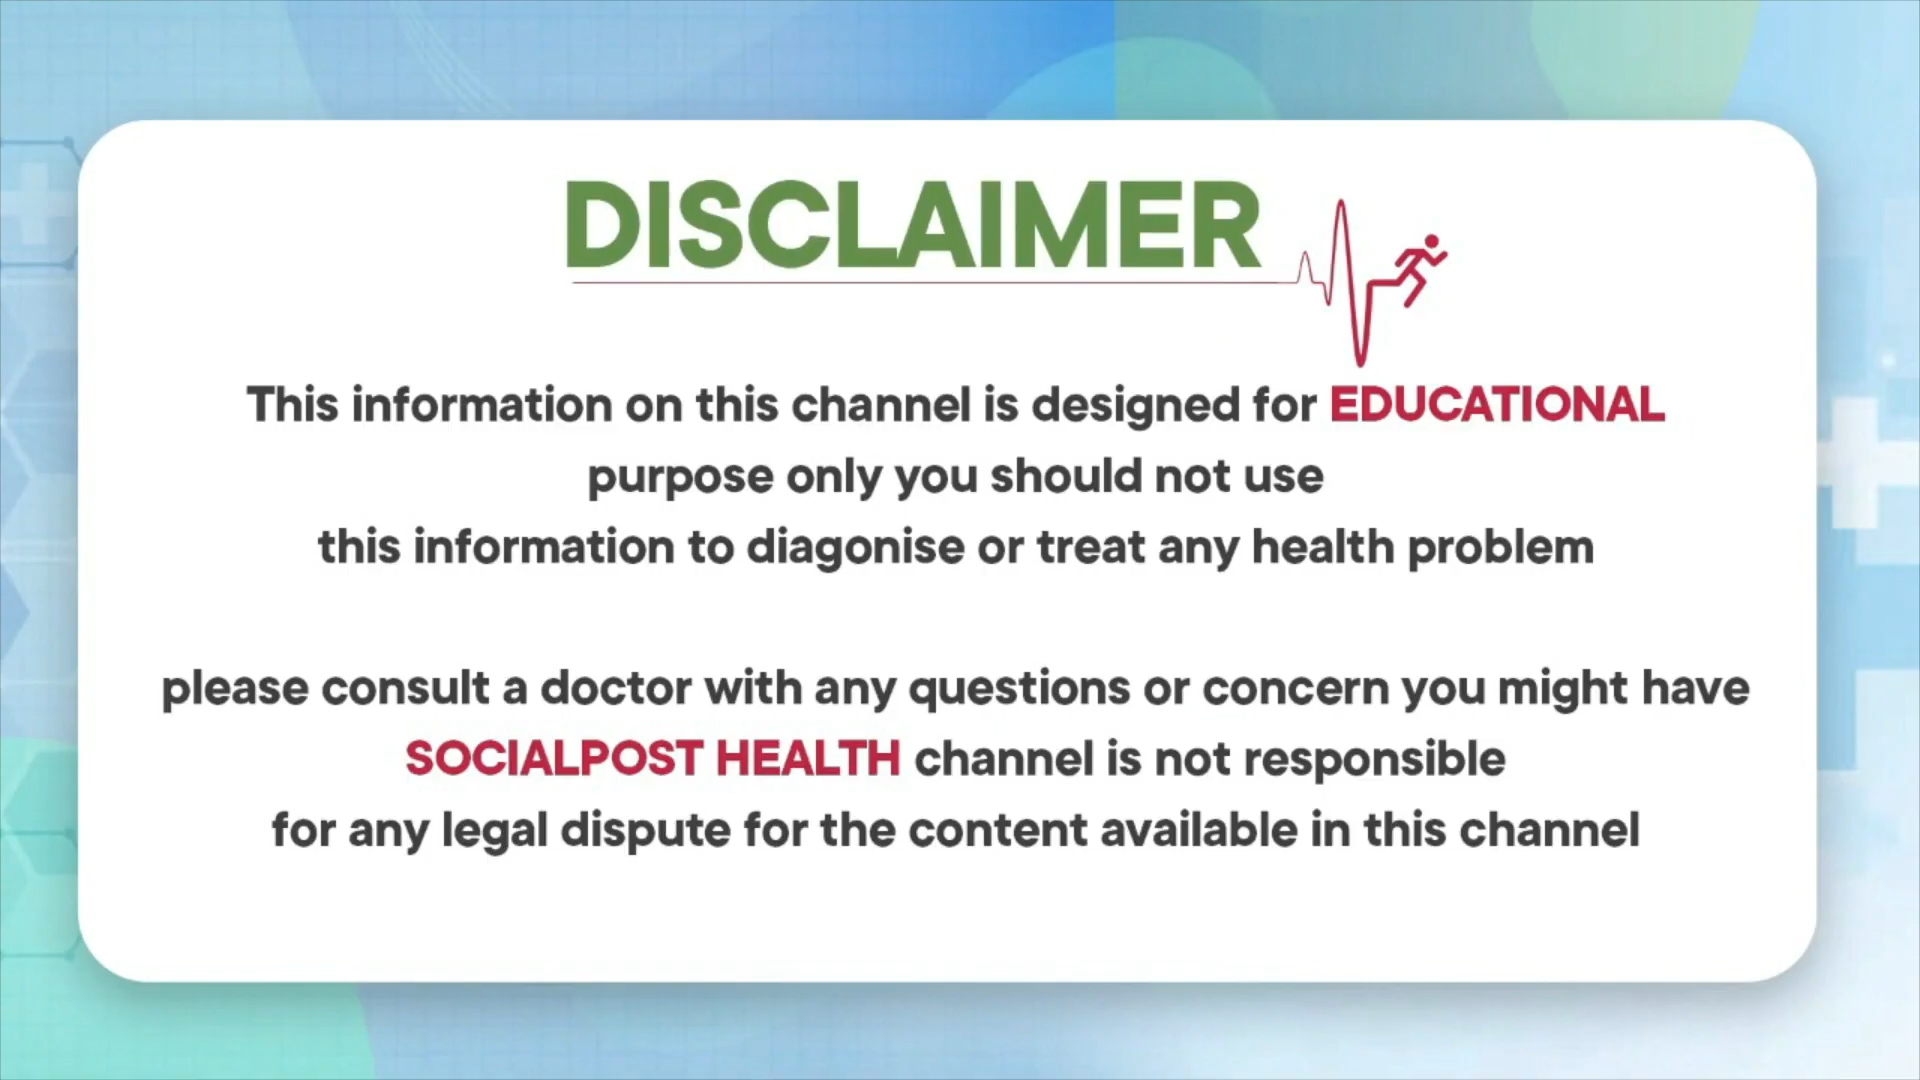 DISCLAIMER
This information on this channel is designed for EDUCATIONAL
purpose only you should not use
this information to diagonise or treat any health problem
please consult a doctor with any questions or concern you might have
SOCIALPOST HEALTH channel is not responsible
for any legal dispute for the content available in this channel